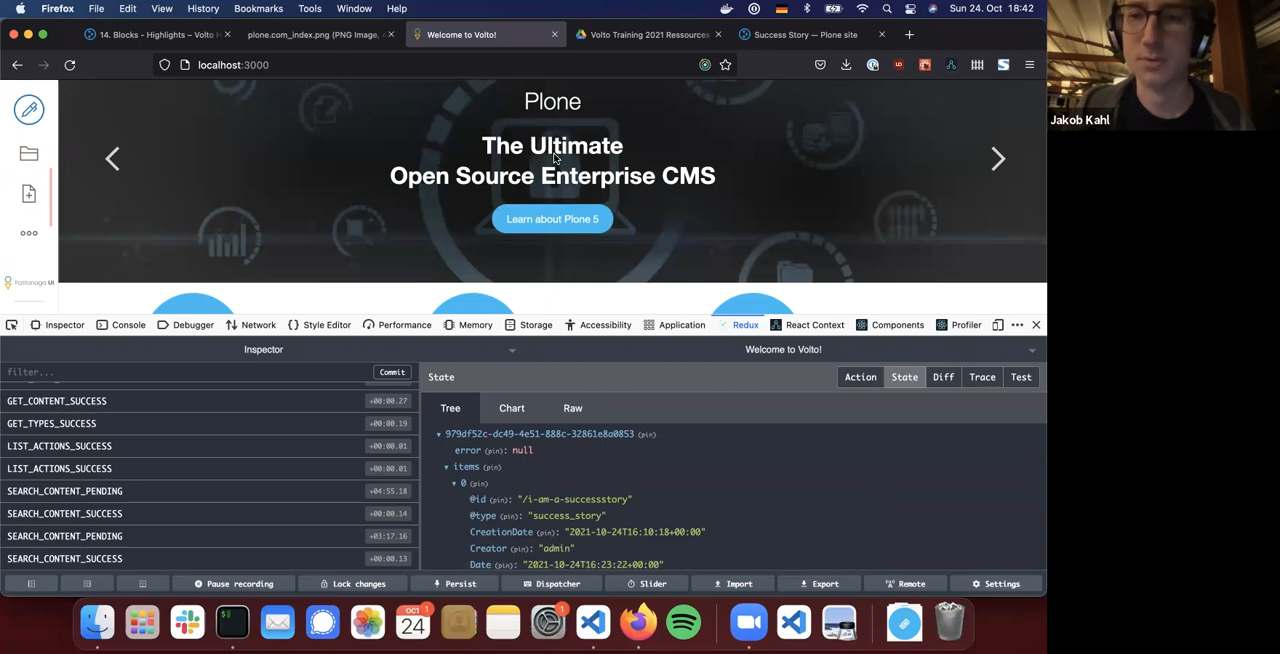 Firefox File Edit View History Bookmarks Tools Window Help Sun 24. Oct 18:42
14. Blocks - Highlights – Volto H × plone.com_index.png (PNG Image, × Welcome to Volto! × Volto Training 2021 Ressources × Success Story — Plone site × +
localhost:3000
Plone
The Ultimate
Open Source Enterprise CMS
Learn about Plone 5
Pastanaga UI
Jakob Kahl
Inspector Console Debugger Network Style Editor Performance Memory Storage Accessibility Application Redux React Context Components Profiler
Inspector Welcome to Volto!
filter... Commit
State Action State Diff Trace Test
Tree Chart Raw
GET_CONTENT_SUCCESS +00:00.27
GET_TYPES_SUCCESS +00:00.19
LIST_ACTIONS_SUCCESS +00:00.01
LIST_ACTIONS_SUCCESS +00:00.01
SEARCH_CONTENT_PENDING +04:55.18
SEARCH_CONTENT_SUCCESS +00:00.14
SEARCH_CONTENT_PENDING +03:17.16
SEARCH_CONTENT_SUCCESS +00:00.13
979df52c-dc49-4e51-888c-32861e8a0853 (pin)
error (pin): null
items (pin)
0 (pin)
@id (pin): "/i-am-a-successstory"
@type (pin): "success_story"
CreationDate (pin): "2021-10-24T16:10:18+00:00"
Creator (pin): "admin"
Date (pin): "2021-10-24T16:23:22+00:00"
Pause recording Lock changes Persist Dispatcher Slider Import Export Remote Settings
OCT 1
24
1